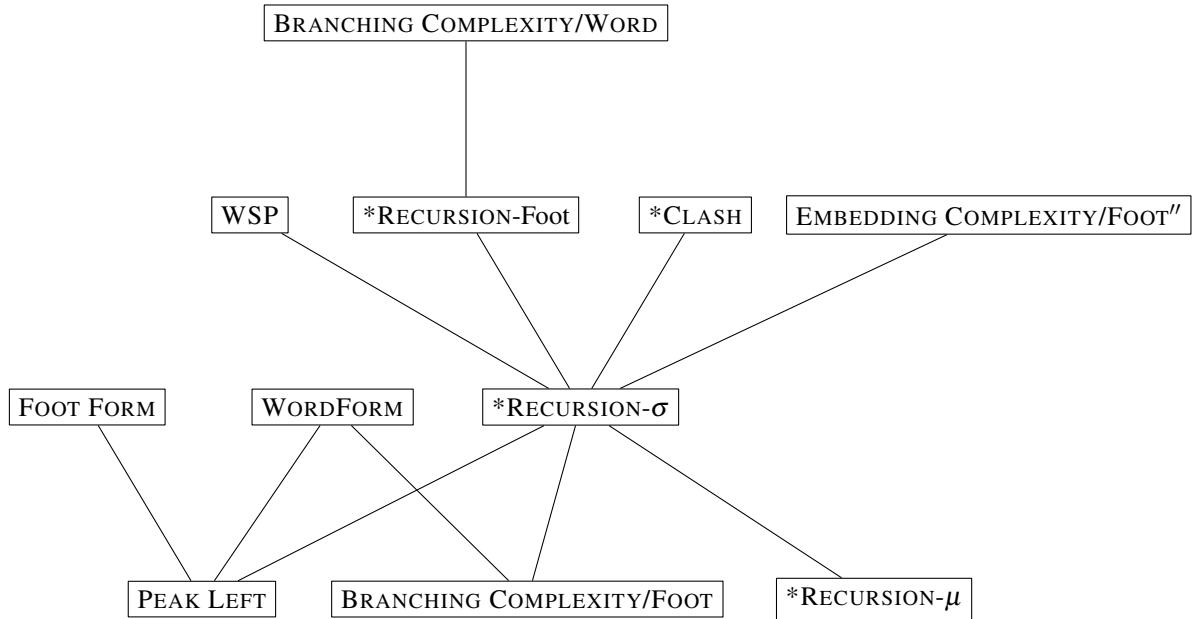 BRANCHING COMPLEXITY/WORD
WSP
*RECURSION-Foot
*CLASH
EMBEDDING COMPLEXITY/FOOT″
FOOT FORM
WORDFORM
*RECURSION-σ
PEAK LEFT
BRANCHING COMPLEXITY/FOOT
*RECURSION-μ